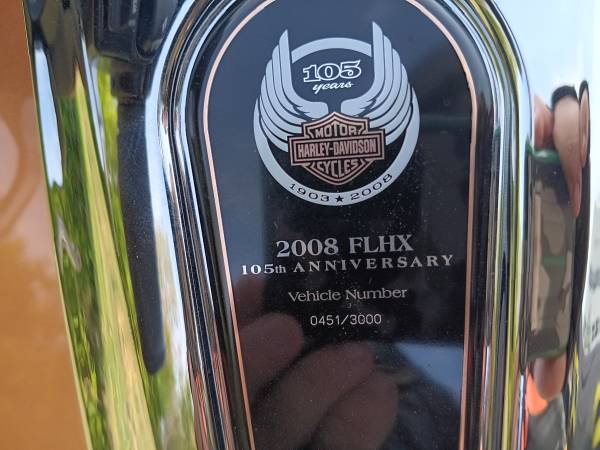 105
years
MOTOR
HARLEY-DAVIDSON
CYCLES
1903 ★ 2008
2008 FLHX
105th ANNIVERSARY
Vehicle Number
0451/3000